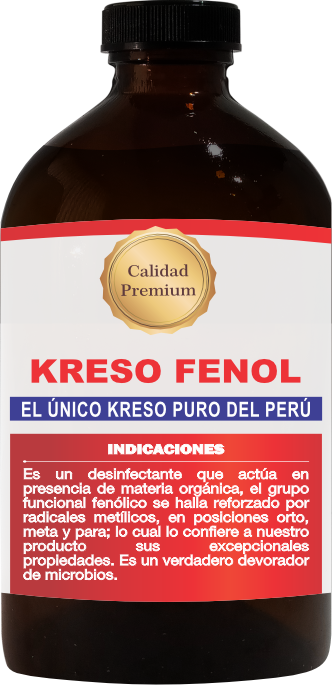 Calidad
Premium
KRESO FENOL
EL ÚNICO KRESO PURO DEL PERÚ
INDICACIONES
Es un desinfectante que actúa en
presencia de materia orgánica, el grupo
funcional fenólico se halla reforzado por
radicales metílicos, en posiciones orto,
meta y para; lo cual lo confiere a nuestro
producto sus excepcionales
propiedades. Es un verdadero devorador
de microbios.